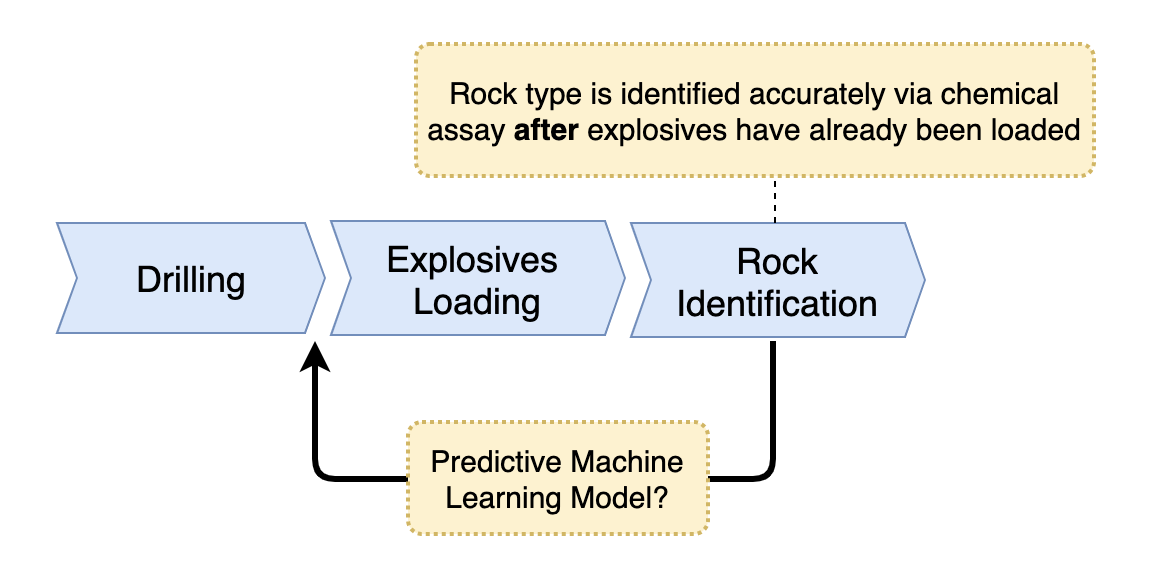 Rock type is identified accurately via chemical
assay after explosives have already been loaded
Drilling
Explosives
Loading
Rock
Identification
Predictive Machine
Learning Model?